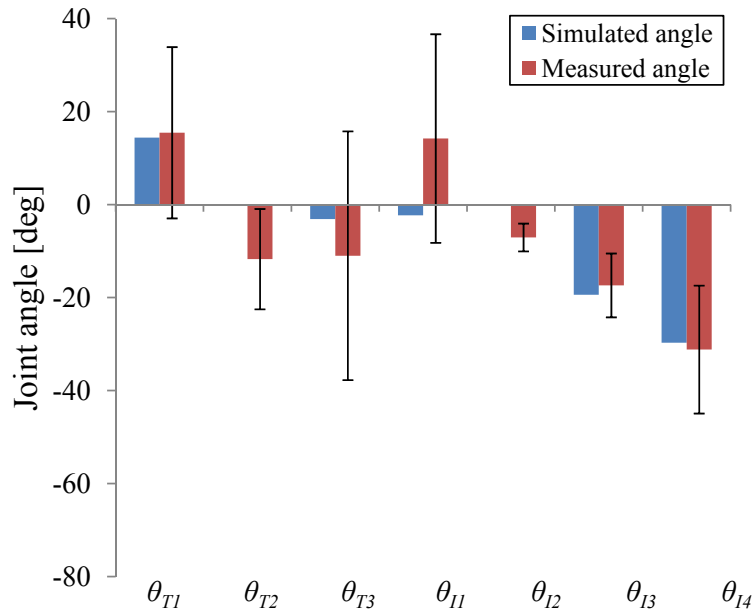 Simulated angle
Measured angle
Joint angle [deg]
40
20
0
-20
-40
-60
-80
θT1 θT2 θT3 θI1 θI2 θI3 θI4